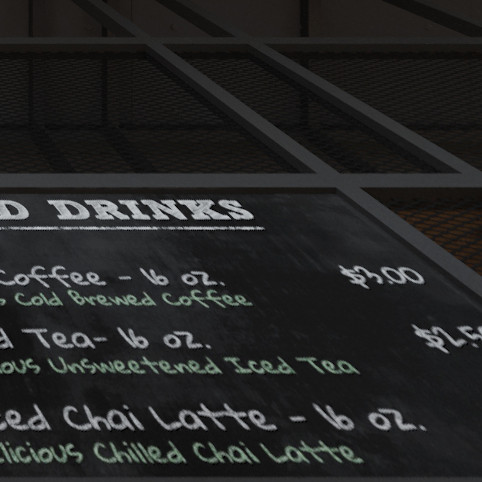 D DRINKS
Coffee - 16 oz. $3.00
s Cold Brewed Coffee
d Tea- 16 oz. $2.5
ous Unsweetened Iced Tea
ced Chai Latte - 16 oz.
elicious Chilled Chai Latte